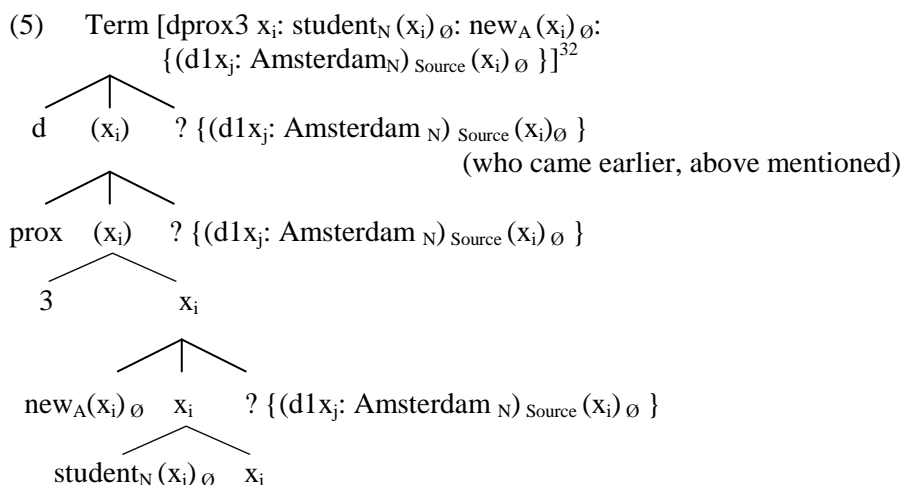 (5) Term [dprox3 xᵢ: studentN (xᵢ) Ø: newA (xᵢ) Ø:
{(d1xⱼ: AmsterdamN) Source (xᵢ) Ø }]³²
d (xᵢ) ? {(d1xⱼ: Amsterdam N) Source (xᵢ)Ø }
(who came earlier, above mentioned)
prox (xᵢ) ? {(d1xⱼ: Amsterdam N) Source (xᵢ) Ø }
3 xᵢ
newA(xᵢ) Ø xᵢ ? {(d1xⱼ: Amsterdam N) Source (xᵢ) Ø }
studentN (xᵢ) Ø xᵢ